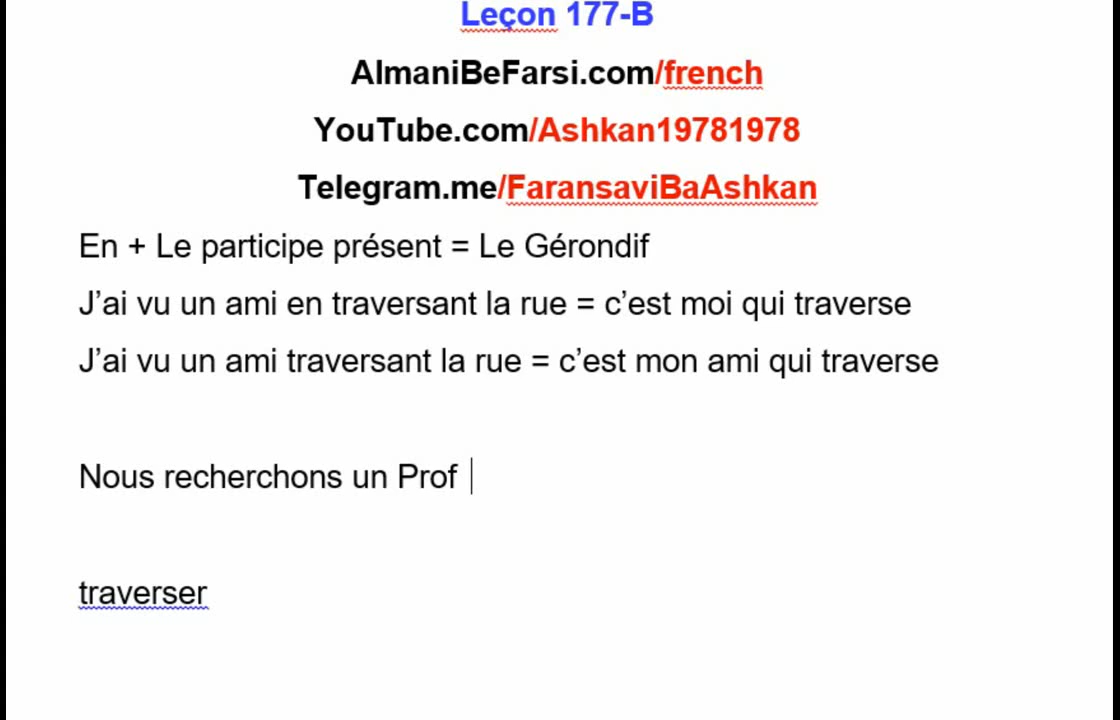 Leçon 177-B
AlmaniBeFarsi.com/french
YouTube.com/Ashkan19781978
Telegram.me/FaransaviBaAshkan
En + Le participe présent = Le Gérondif
J’ai vu un ami en traversant la rue = c’est moi qui traverse
J’ai vu un ami traversant la rue = c’est mon ami qui traverse
Nous recherchons un Prof
traverser